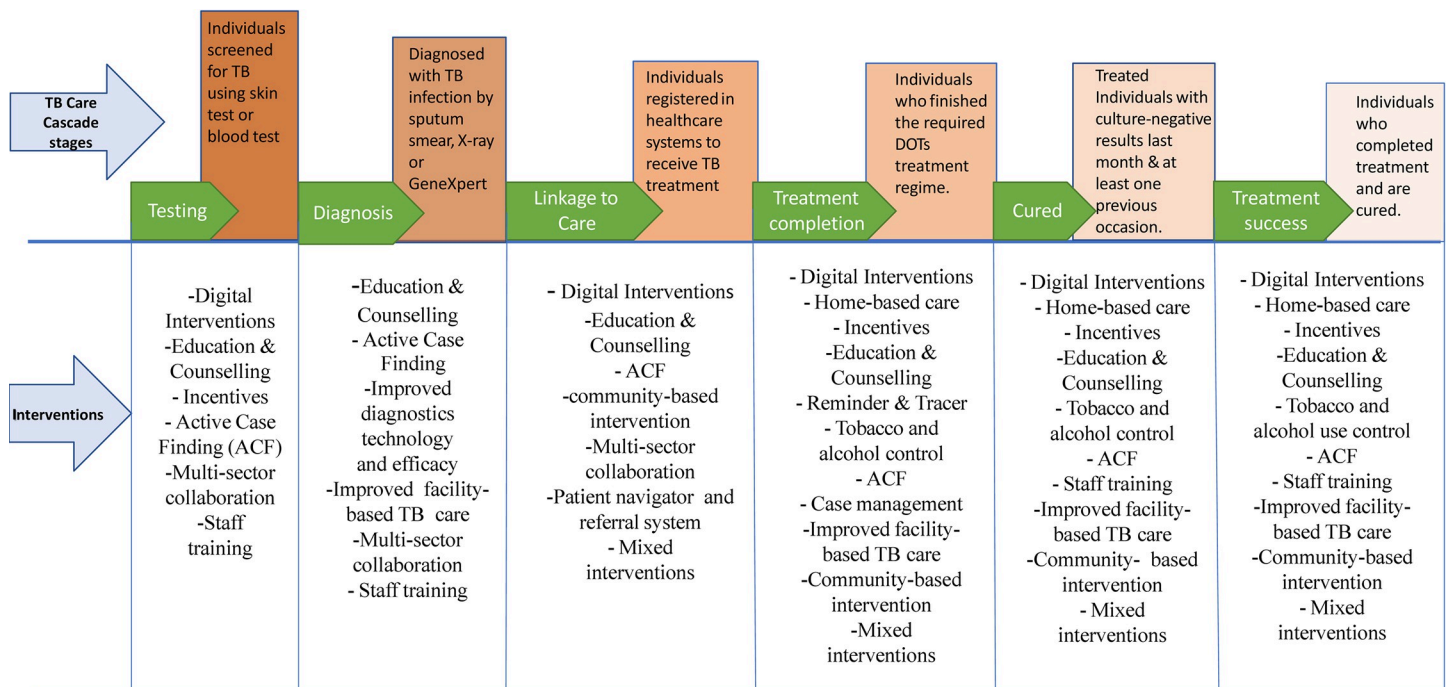 TB Care
Cascade
stages
Individuals
screened
for TB
using skin
test or
blood test
Testing
Diagnosed
with TB
infection by
sputum
smear, X-ray
or
GeneXpert
Diagnosis
Individuals
registered in
healthcare
systems to
receive TB
treatment
Linkage to
Care
Individuals
who finished
the required
DOTs
treatment
regime.
Treatment
completion
Treated
Individuals with
culture-negative
results last
month & at
least one
previous
occasion.
Cured
Individuals
who
completed
treatment
and are
cured.
Treatment
success
Interventions
-Digital
Interventions
-Education &
Counselling
- Incentives
- Active Case
Finding (ACF)
-Multi-sector
collaboration
-Staff
training
-Education &
Counselling
- Active Case
Finding
-Improved
diagnostics
technology
and efficacy
-Improved facility-
based TB care
-Multi-sector
collaboration
- Staff training
- Digital Interventions
-Education &
Counselling
- ACF
-community-based
intervention
-Multi-sector
collaboration
-Patient navigator and
referral system
- Mixed
interventions
- Digital Interventions
- Home-based care
- Incentives
-Education &
Counselling
- Reminder & Tracer
- Tobacco and
alcohol control
- ACF
- Case management
-Improved facility-
based TB care
-Community-based
intervention
-Mixed
interventions
- Digital Interventions
- Home-based care
- Incentives
-Education &
Counselling
- Tobacco and
alcohol control
- ACF
- Staff training
-Improved facility-
based TB care
-Community- based
intervention
- Mixed
interventions
- Digital Interventions
- Home-based care
- Incentives
-Education &
Counselling
- Tobacco and
alcohol use control
- ACF
- Staff training
-Improved facility-
based TB care
-Community-based
intervention
- Mixed
interventions